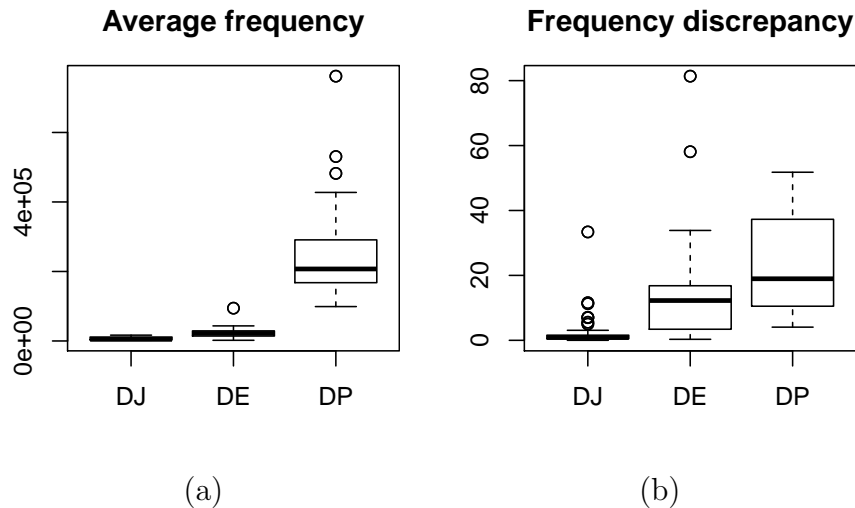 Average frequency
4e+05
0e+00
DJ DE DP
(a)
Frequency discrepancy
80
60
40
20
0
DJ DE DP
(b)